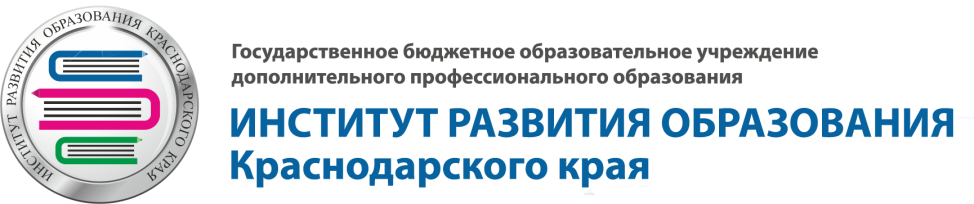 ИНСТИТУТ РАЗВИТИЯ ОБРАЗОВАНИЯ КРАСНОДАРСКОГО КРАЯ
Государственное бюджетное образовательное учреждение
дополнительного профессионального образования
ИНСТИТУТ РАЗВИТИЯ ОБРАЗОВАНИЯ
Краснодарского края